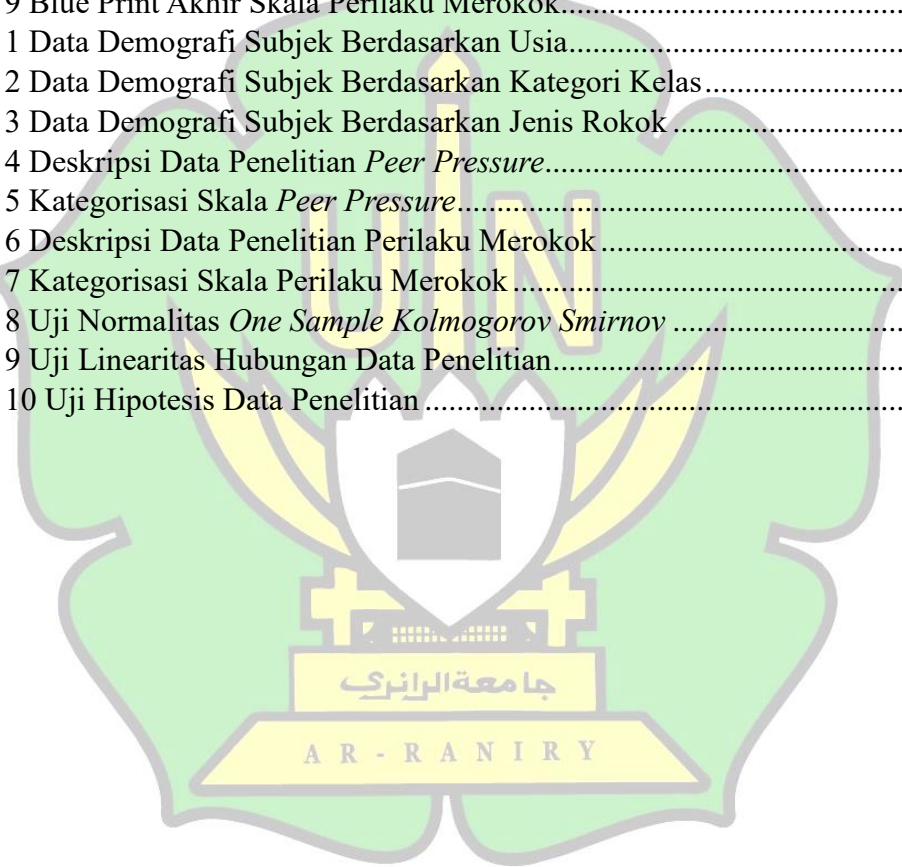 9 Blue Print Akhir Skala Perilaku Merokok.............................................
1 Data Demografi Subjek Berdasarkan Usia............................................
2 Data Demografi Subjek Berdasarkan Kategori Kelas...........................
3 Data Demografi Subjek Berdasarkan Jenis Rokok ..............................
4 Deskripsi Data Penelitian Peer Pressure...............................................
5 Kategorisasi Skala Peer Pressure..........................................................
6 Deskripsi Data Penelitian Perilaku Merokok ........................................
7 Kategorisasi Skala Perilaku Merokok ...................................................
8 Uji Normalitas One Sample Kolmogorov Smirnov ..............................
9 Uji Linearitas Hubungan Data Penelitian..............................................
10 Uji Hipotesis Data Penelitian ..............................................................
UIN
جامعة الرانري
AR-RANIRY